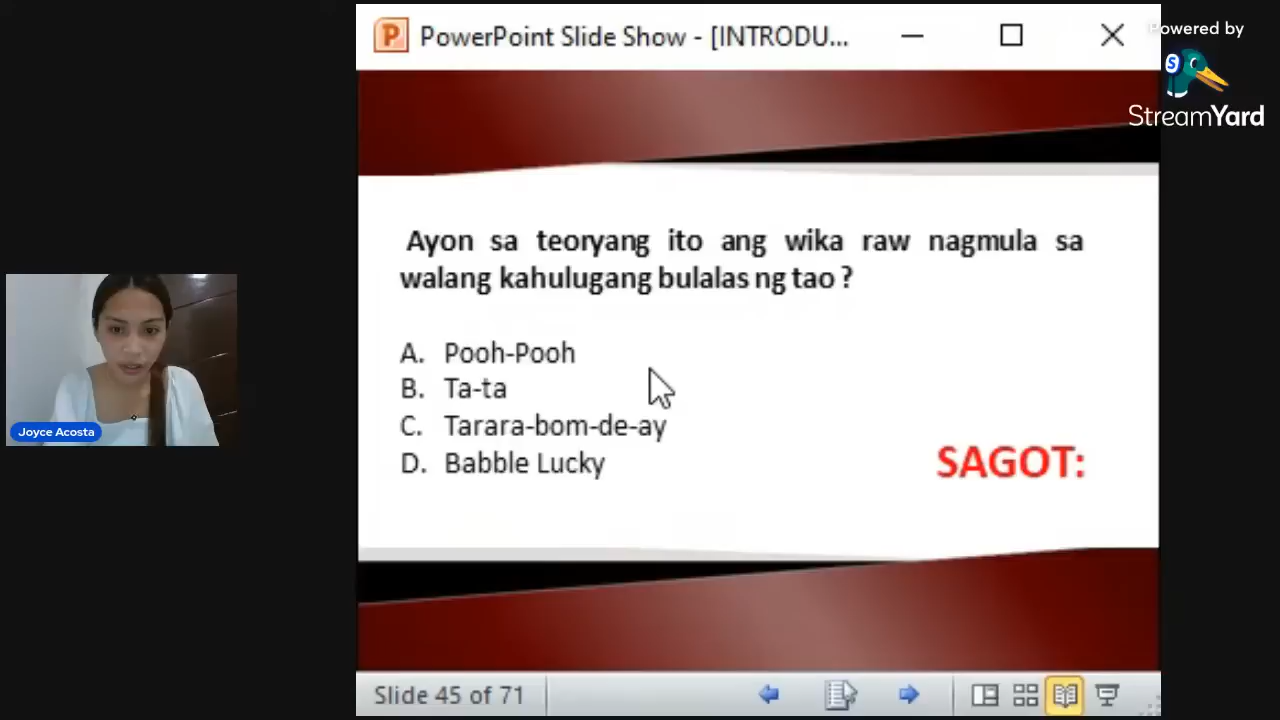 PowerPoint Slide Show - [INTRODU...
Powered by
StreamYard
Ayon sa teoryang ito ang wika raw nagmula sa
walang kahulugang bulalas ng tao ?
A. Pooh-Pooh
B. Ta-ta
C. Tarara-bom-de-ay
D. Babble Lucky
SAGOT:
Joyce Acosta
Slide 45 of 71